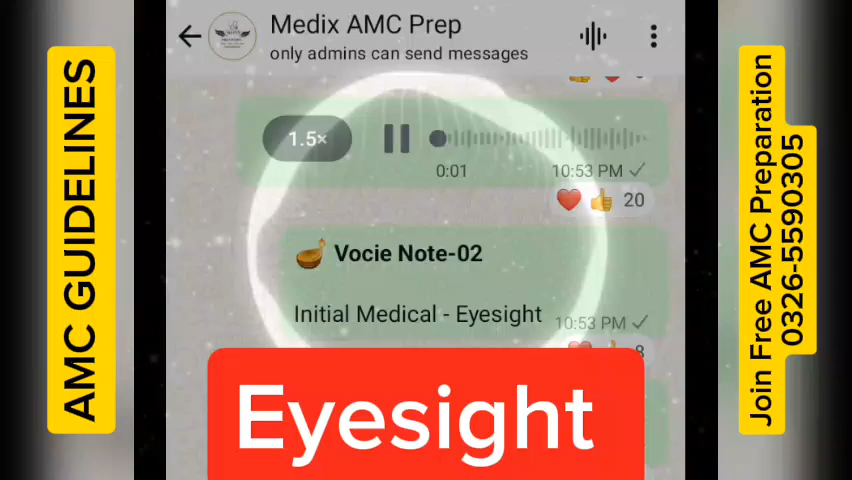 AMC GUIDELINES
Medix AMC Prep
only admins can send messages
1.5×
0:01
10:53 PM
20
Vocie Note-02
Initial Medical - Eyesight
10:53 PM
8
Eyesight
Join Free AMC Preparation
0326-5590305